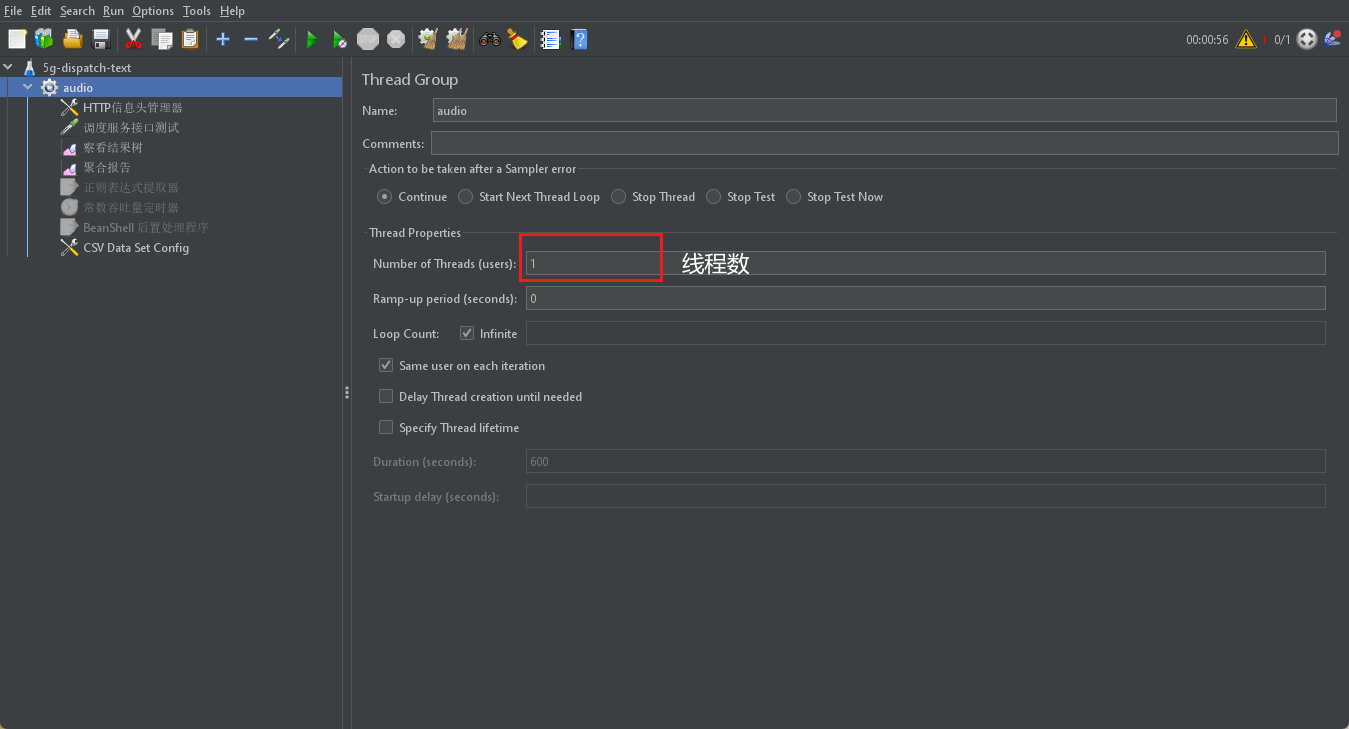 File Edit Search Run Options Tools Help
00:00:56 1 0/1
5g-dispatch-text
audio
HTTP信息头管理器
调度服务接口测试
察看结果树
聚合报告
正则表达式提取器
常数吞吐量定时器
BeanShell 后置处理程序
CSV Data Set Config
Thread Group
Name: audio
Comments:
Action to be taken after a Sampler error
Continue Start Next Thread Loop Stop Thread Stop Test Stop Test Now
Thread Properties
Number of Threads (users): 1 线程数
Ramp-up period (seconds): 0
Loop Count: Infinite
Same user on each iteration
Delay Thread creation until needed
Specify Thread lifetime
Duration (seconds): 600
Startup delay (seconds):